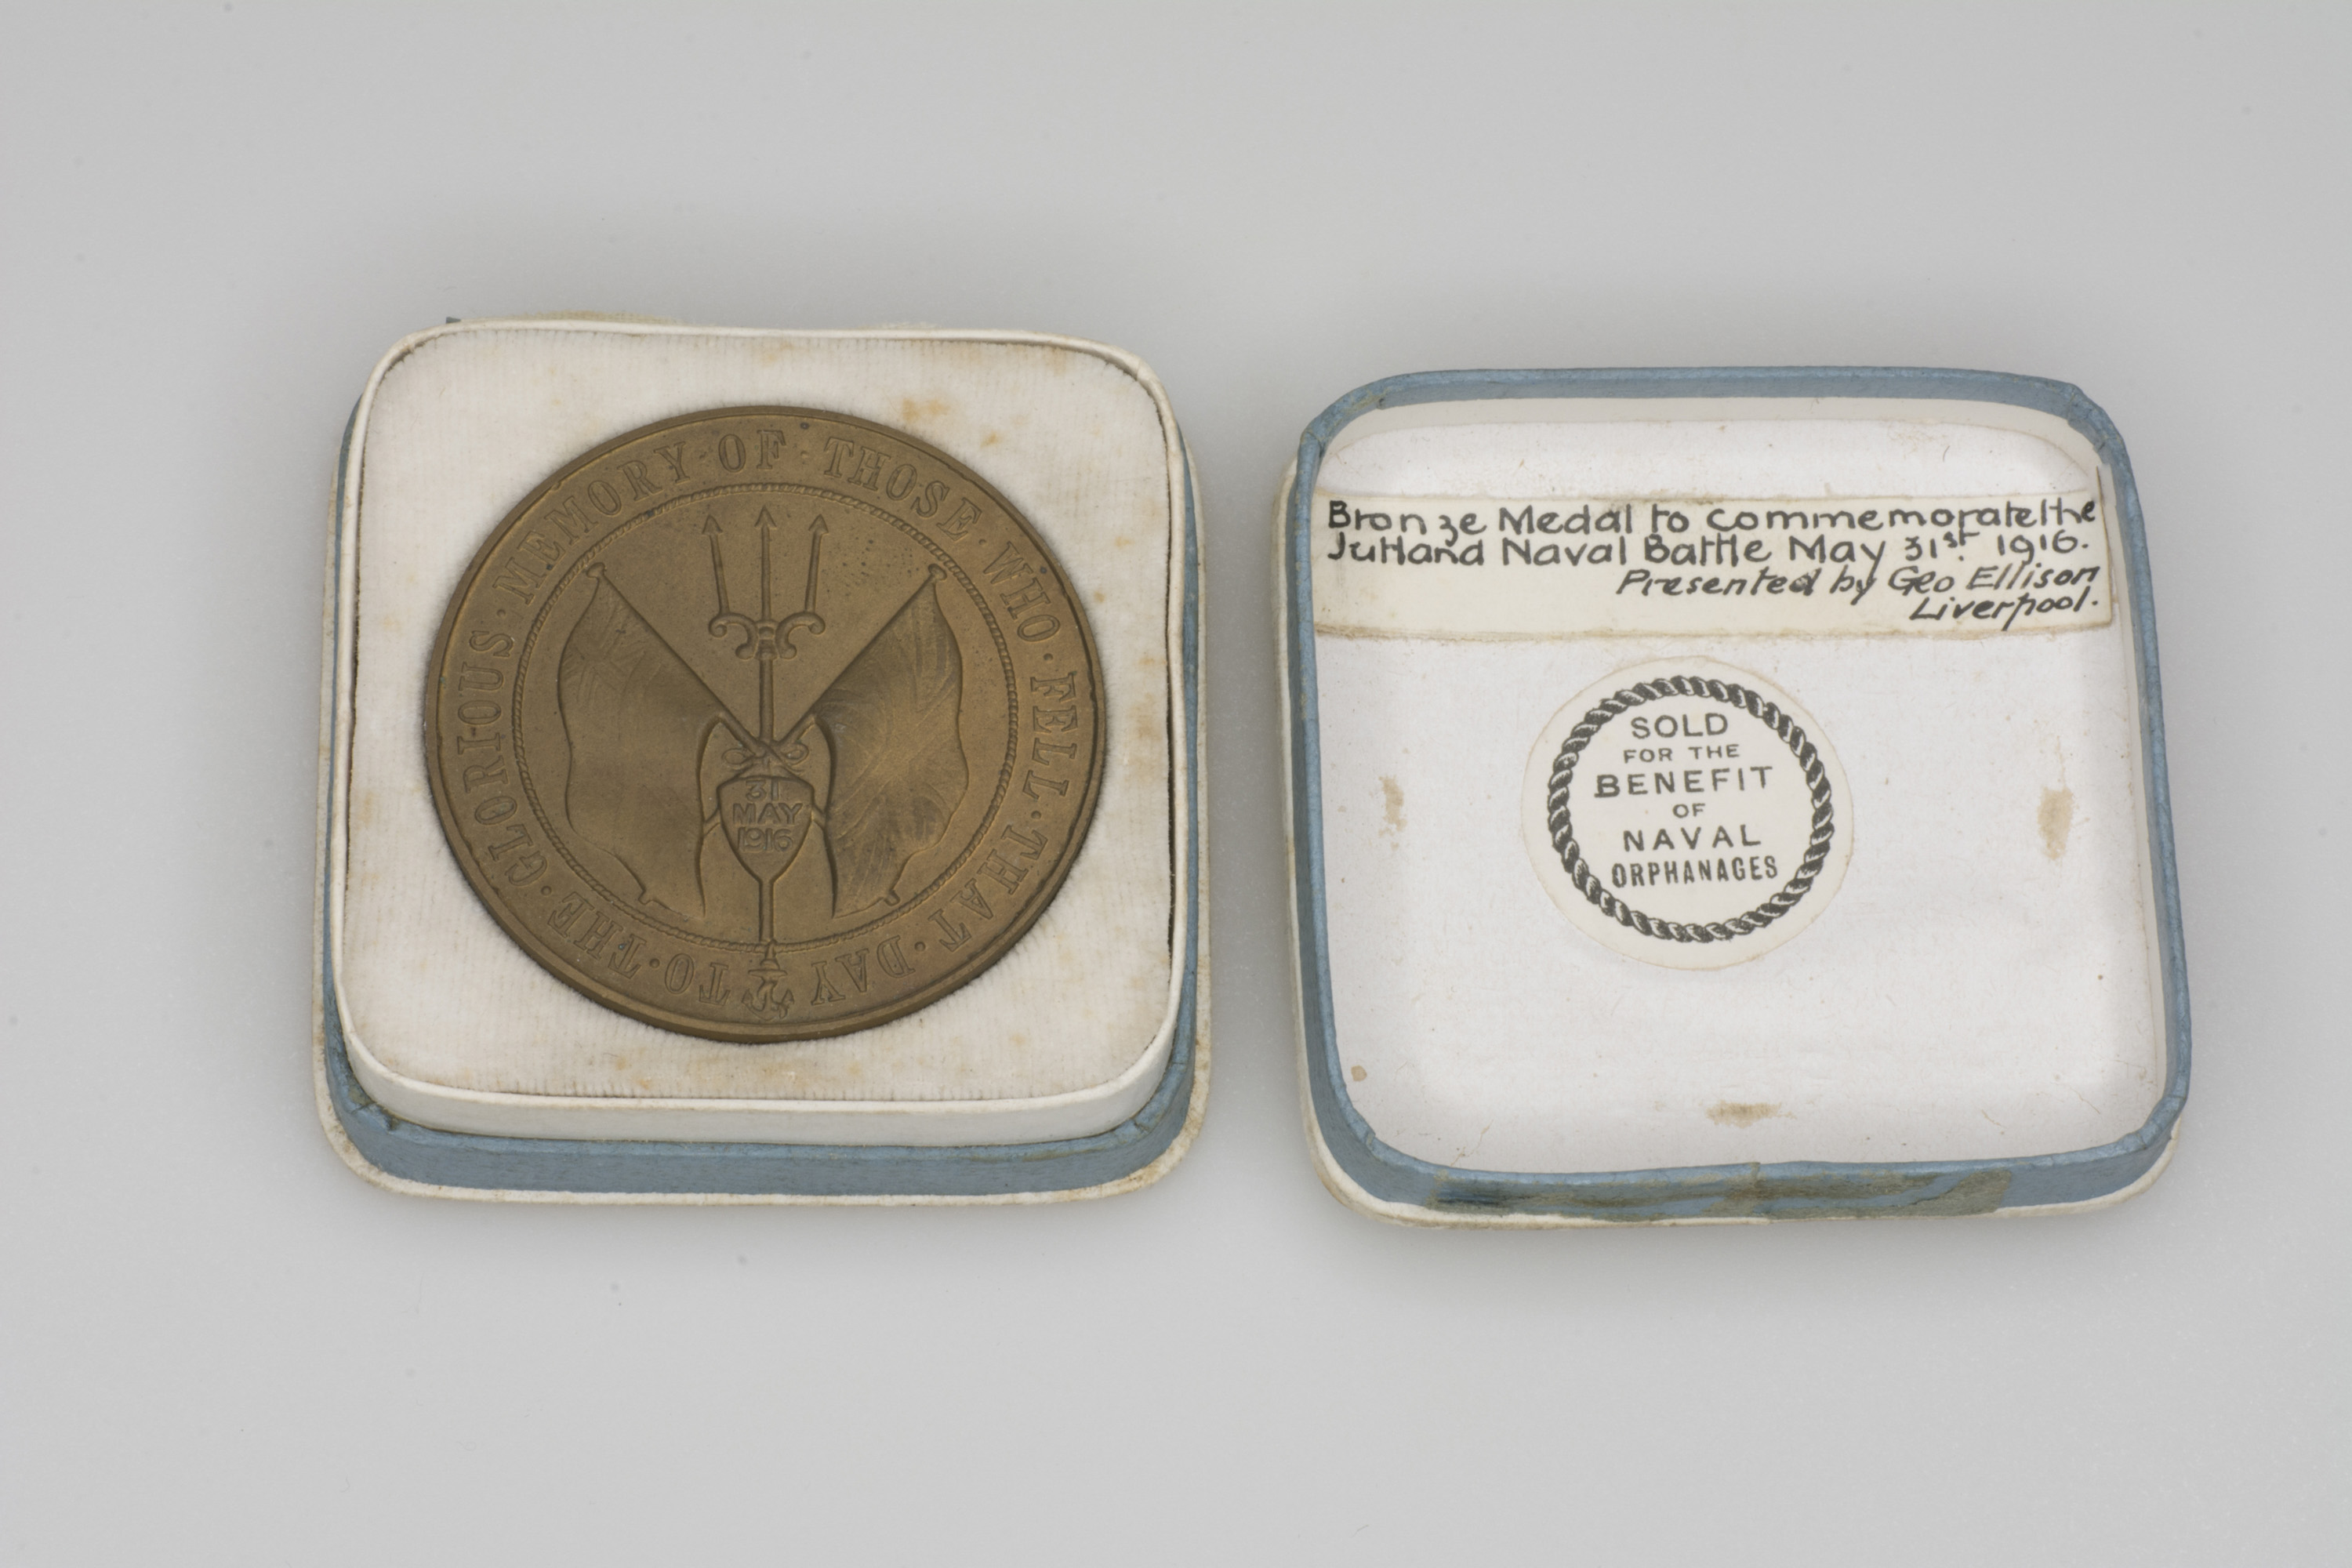 TO · THE · GLORIOUS · MEMORY · OF · THOSE · WHO · FELL · THAT · DAY
31
MAY
1916
Bronze Medal to commemorate the
Jutland Naval Battle May 31st. 1916.
Presented by Geo Ellison
Liverpool.
SOLD
FOR THE
BENEFIT
OF
NAVAL
ORPHANAGES